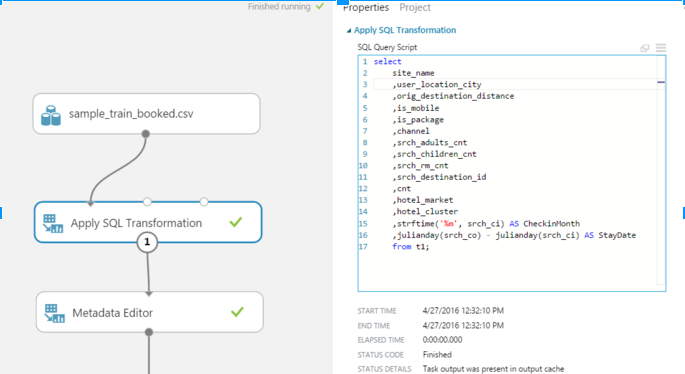 Finished running
Properties Project
Apply SQL Transformation
SQL Query Script
1 select
2 site_name
3 ,user_location_city
4 ,orig_destination_distance
5 ,is_mobile
6 ,is_package
7 ,channel
8 ,srch_adults_cnt
9 ,srch_children_cnt
10 ,srch_rm_cnt
11 ,srch_destination_id
12 ,cnt
13 ,hotel_market
14 ,hotel_cluster
15 ,strftime('%m', srch_ci) AS CheckinMonth
16 ,julianday(srch_co) - julianday(srch_ci) AS StayDate
17 from t1;
sample_train_booked.csv
Apply SQL Transformation
1
Metadata Editor
START TIME 4/27/2016 12:32:10 PM
END TIME 4/27/2016 12:32:10 PM
ELAPSED TIME 0:00:00.000
STATUS CODE Finished
STATUS DETAILS Task output was present in output cache